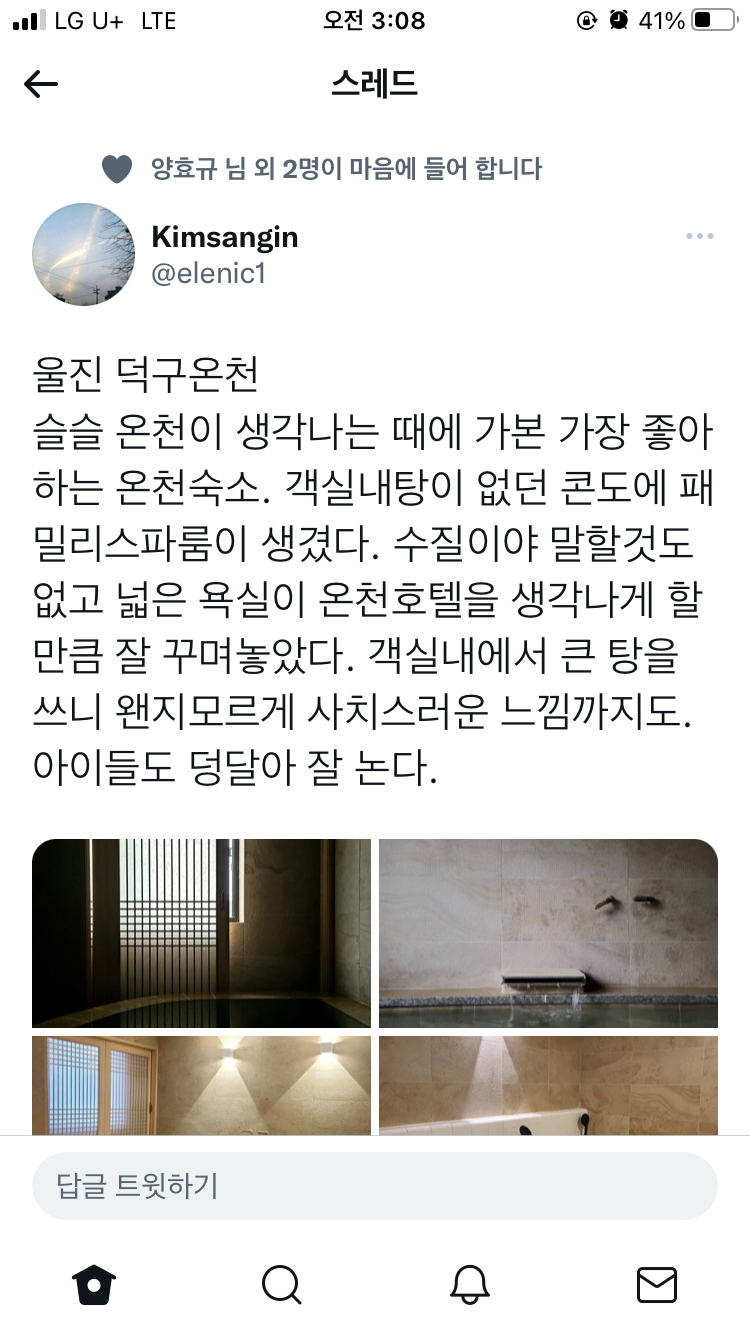 LG U+ LTE 오전 3:08 41%
스레드
양효규 님 외 2명이 마음에 들어 합니다
Kimsangin
@elenic1
울진 덕구온천
슬슬 온천이 생각나는 때에 가본 가장 좋아
하는 온천숙소. 객실내탕이 없던 콘도에 패
밀리스파룸이 생겼다. 수질이야 말할것도
없고 넓은 욕실이 온천호텔을 생각나게 할
만큼 잘 꾸며놓았다. 객실내에서 큰 탕을
쓰니 왠지모르게 사치스러운 느낌까지도.
아이들도 덩달아 잘 논다.
답글 트윗하기